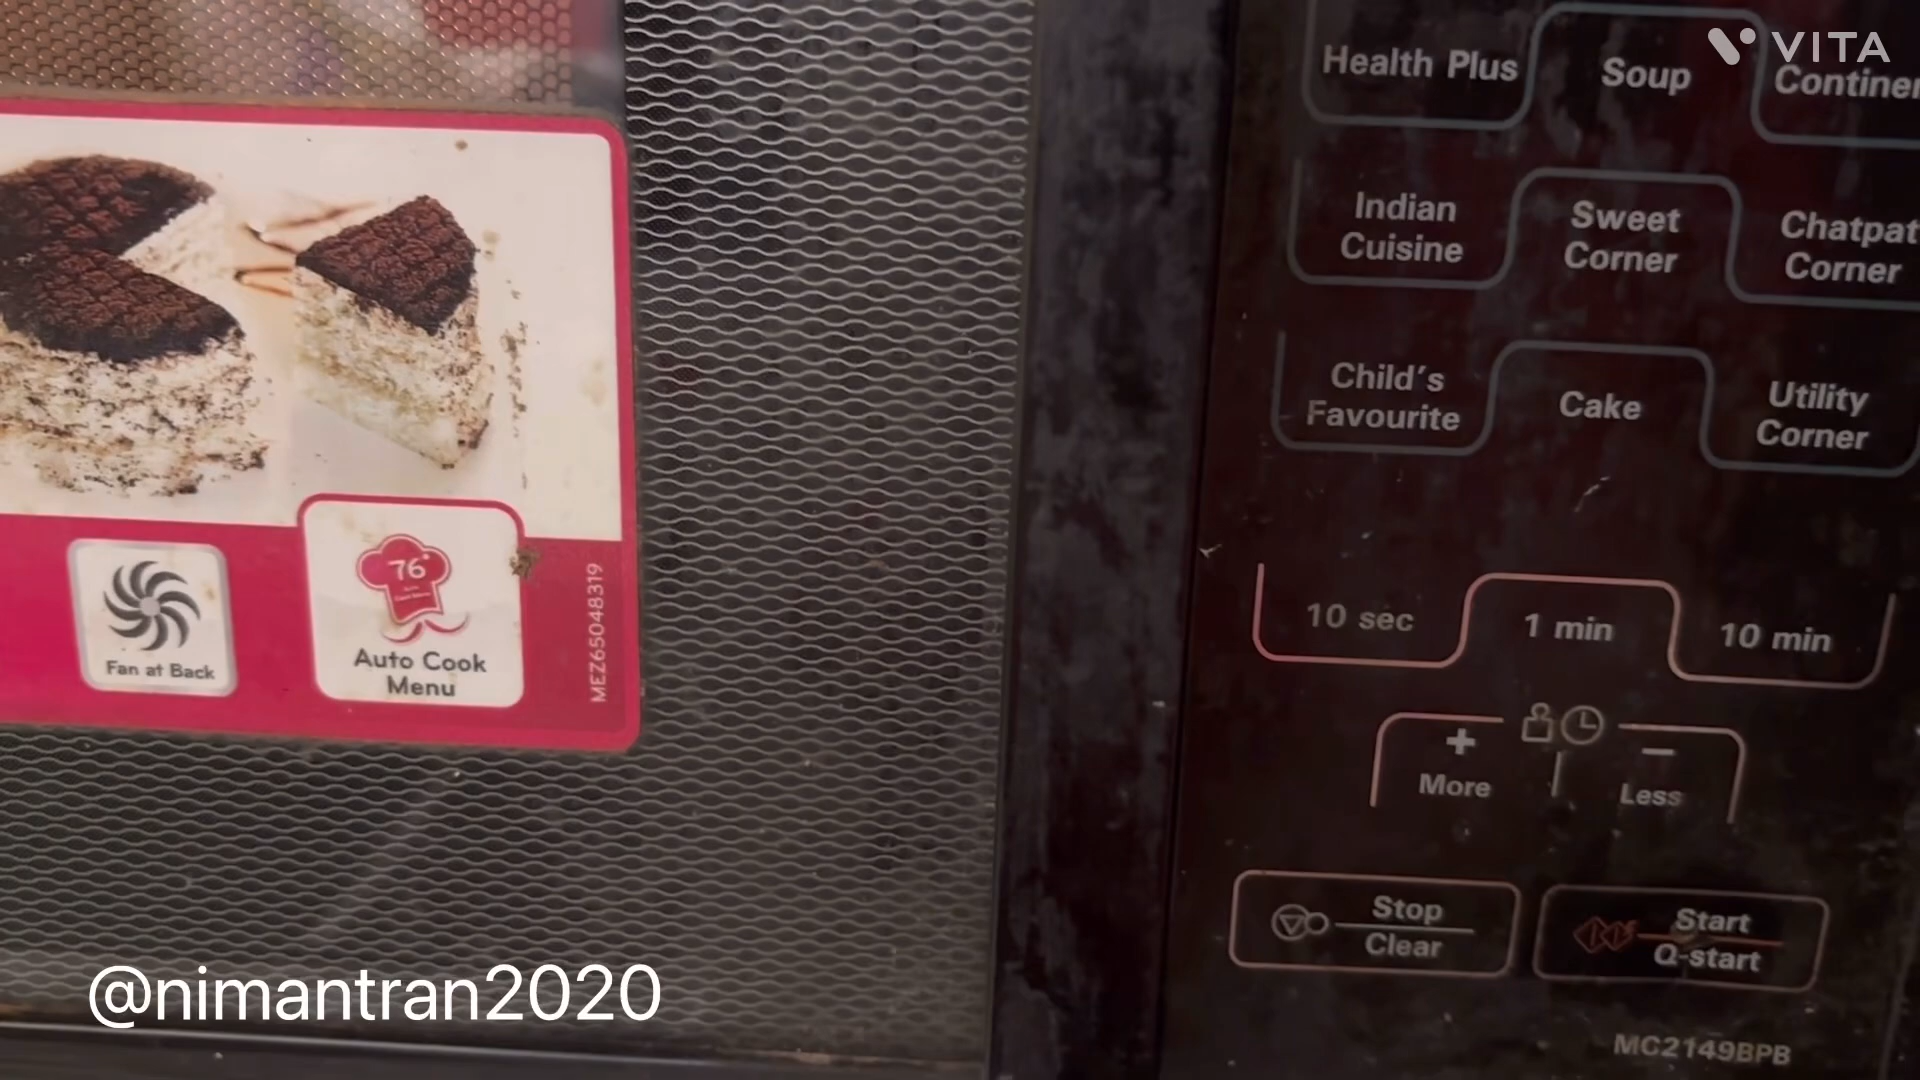 VITA
Health Plus
Soup
Indian
Cuisine
Sweet
Corner
Corner
Child's
Favourite
Cake
Utility
Corner
10 sec
1 min
10 min
+
More
−
Less
Stop
Clear
Start
Q-start
MC2149BPB
76
Auto Cook
Menu
Fan at Back
MEZ65048319
@nimantran2020